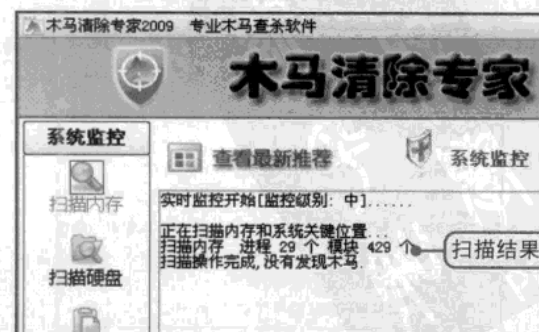 木马清除专家2009 专业木马查杀软件
木马清除专家
系统监控
查看最新推荐
系统监控
扫描内存
实时监控开始[监控级别: 中]......
正在扫描内存和系统关键位置...
扫描内存 进程 29 个 模块 429 个
扫描结果
扫描操作完成,没有发现木马.
扫描硬盘